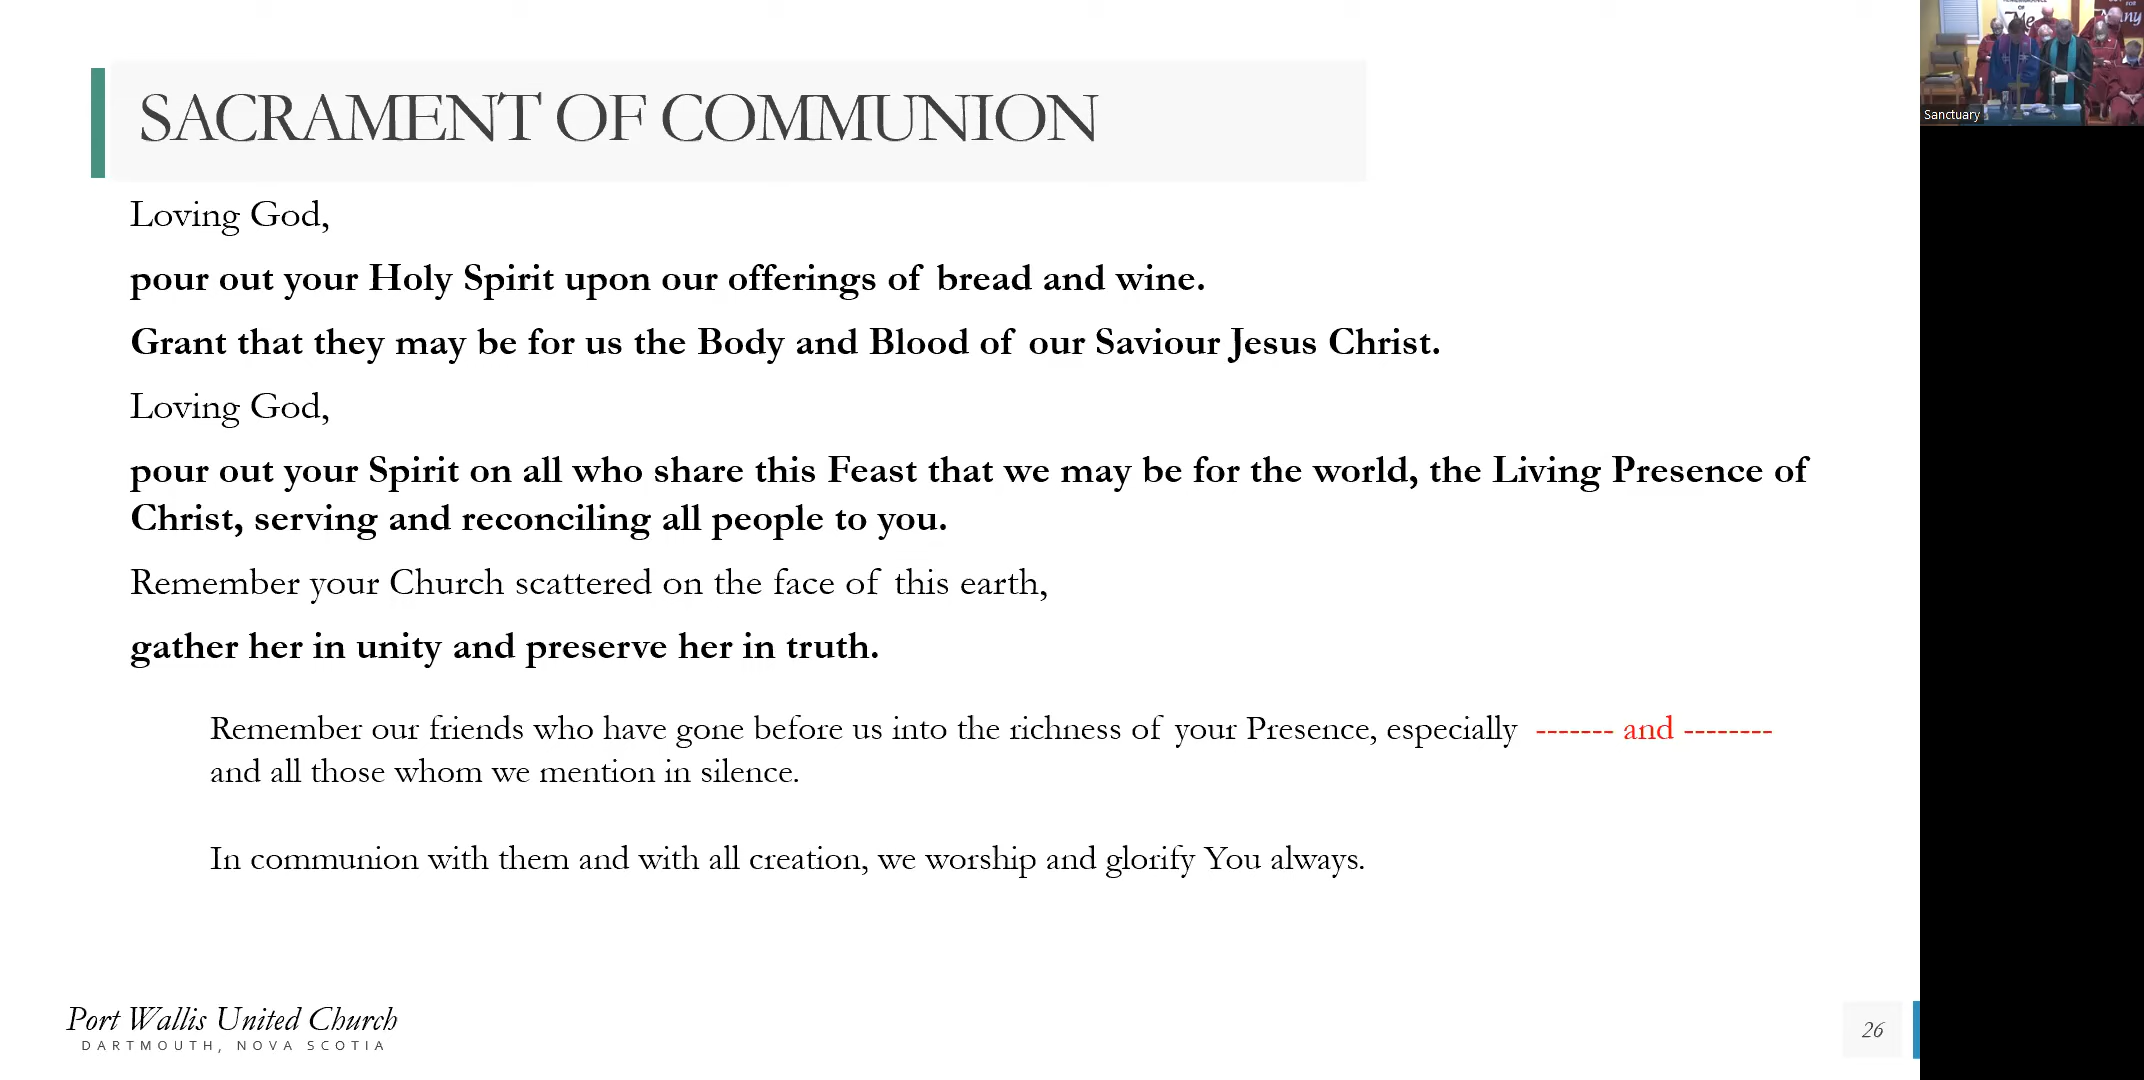 SACRAMENT OF COMMUNION
Loving God,
pour out your Holy Spirit upon our offerings of bread and wine.
Grant that they may be for us the Body and Blood of our Saviour Jesus Christ.
Loving God,
pour out your Spirit on all who share this Feast that we may be for the world, the Living Presence of
Christ, serving and reconciling all people to you.
Remember your Church scattered on the face of this earth,
gather her in unity and preserve her in truth.
Remember our friends who have gone before us into the richness of your Presence, especially ------- and --------
and all those whom we mention in silence.
In communion with them and with all creation, we worship and glorify You always.
Port Wallis United Church
DARTMOUTH, NOVA SCOTIA
26
OF
Me
FOR
Sanctuary